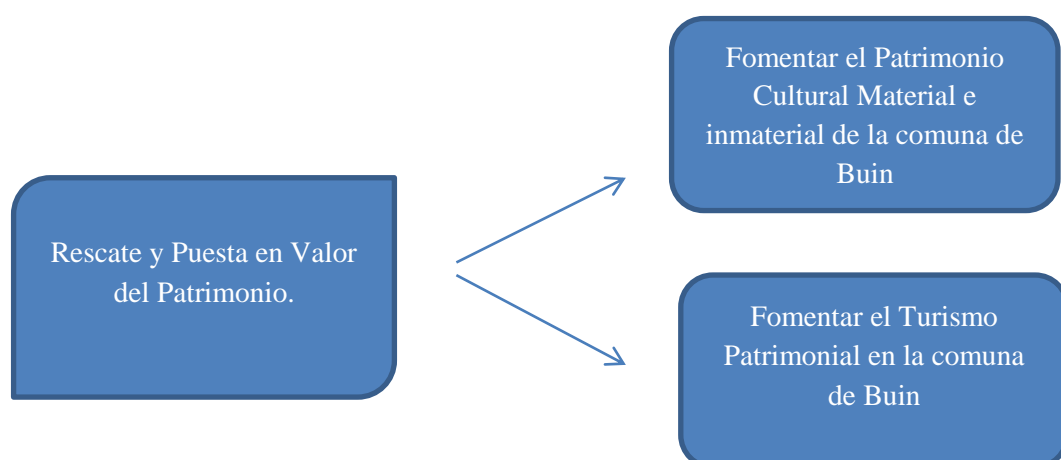 Fomentar el Patrimonio
Cultural Material e
inmaterial de la comuna de
Buin
Rescate y Puesta en Valor
del Patrimonio.
Fomentar el Turismo
Patrimonial en la comuna
de Buin